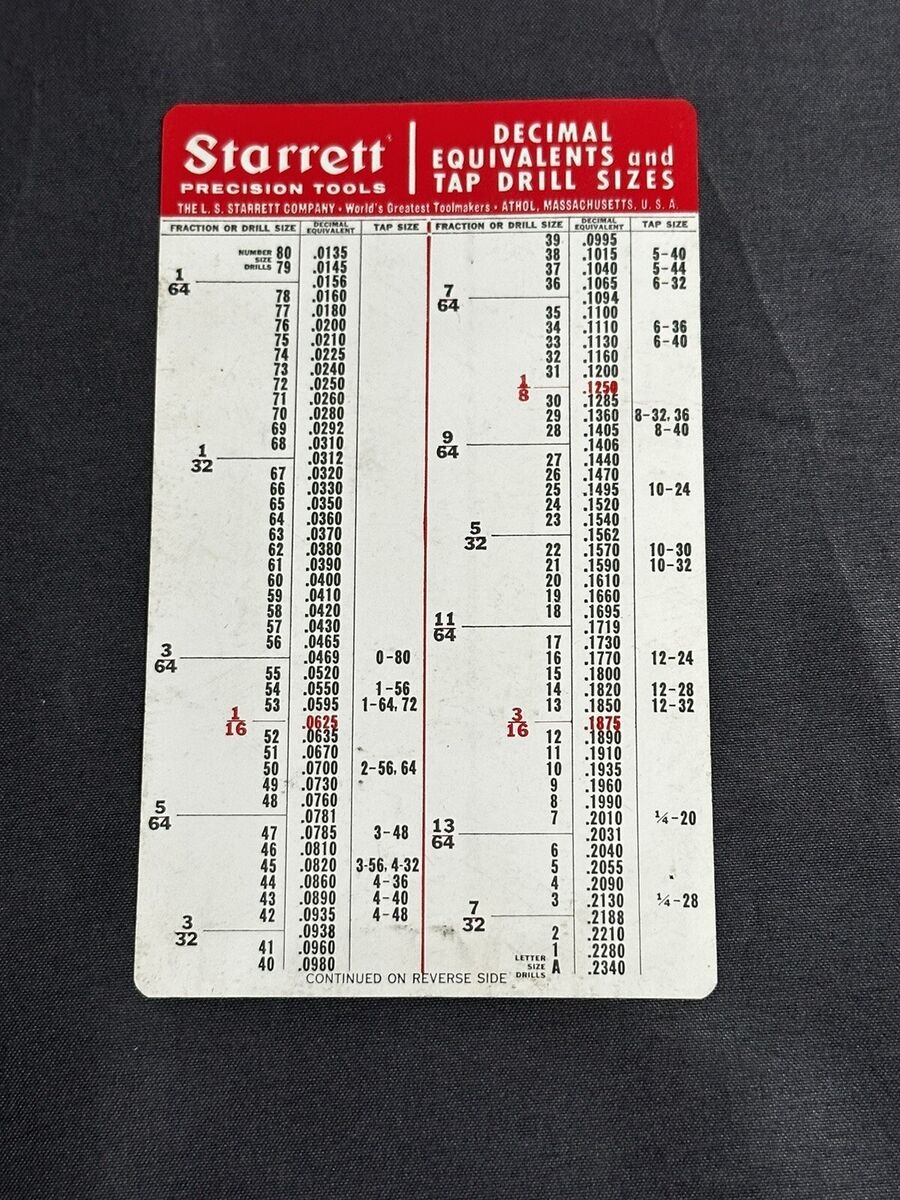 Starrett
PRECISION TOOLS
DECIMAL
EQUIVALENTS and
TAP DRILL SIZES
THE L. S. STARRETT COMPANY • World's Greatest Toolmakers • ATHOL, MASSACHUSETTS, U. S. A.
FRACTION OR DRILL SIZE DECIMAL EQUIVALENT TAP SIZE
NUMBER SIZE DRILLS
80 .0135
79 .0145
1/64 .0156
78 .0160
77 .0180
76 .0200
75 .0210
74 .0225
73 .0240
72 .0250
71 .0260
70 .0280
69 .0292
68 .0310
1/32 .0312
67 .0320
66 .0330
65 .0350
64 .0360
63 .0370
62 .0380
61 .0390
60 .0400
59 .0410
58 .0420
57 .0430
56 .0465
3/64 .0469 0-80
55 .0520
54 .0550 1-56
53 .0595 1-64, 72
1/16 .0625
52 .0635
51 .0670
50 .0700 2-56, 64
49 .0730
48 .0760
5/64 .0781
47 .0785 3-48
46 .0810
45 .0820 3-56, 4-32
44 .0860 4-36
43 .0890 4-40
42 .0935 4-48
3/32 .0938
41 .0960
40 .0980
FRACTION OR DRILL SIZE DECIMAL EQUIVALENT TAP SIZE
39 .0995
38 .1015 5-40
37 .1040 5-44
36 .1065 6-32
7/64 .1094
35 .1100
34 .1110 6-36
33 .1130 6-40
32 .1160
31 .1200
1/8 .1250
30 .1285
29 .1360 8-32, 36
28 .1405 8-40
9/64 .1406
27 .1440
26 .1470
25 .1495 10-24
24 .1520
23 .1540
5/32 .1562
22 .1570 10-30
21 .1590 10-32
20 .1610
19 .1660
18 .1695
11/64 .1719
17 .1730
16 .1770 12-24
15 .1800
14 .1820 12-28
13 .1850 12-32
3/16 .1875
12 .1890
11 .1910
10 .1935
9 .1960
8 .1990
7 .2010 ¼-20
13/64 .2031
6 .2040
5 .2055
4 .2090
3 .2130 ¼-28
7/32 .2188
2 .2210
1 .2280
LETTER SIZE DRILLS
A .2340
CONTINUED ON REVERSE SIDE